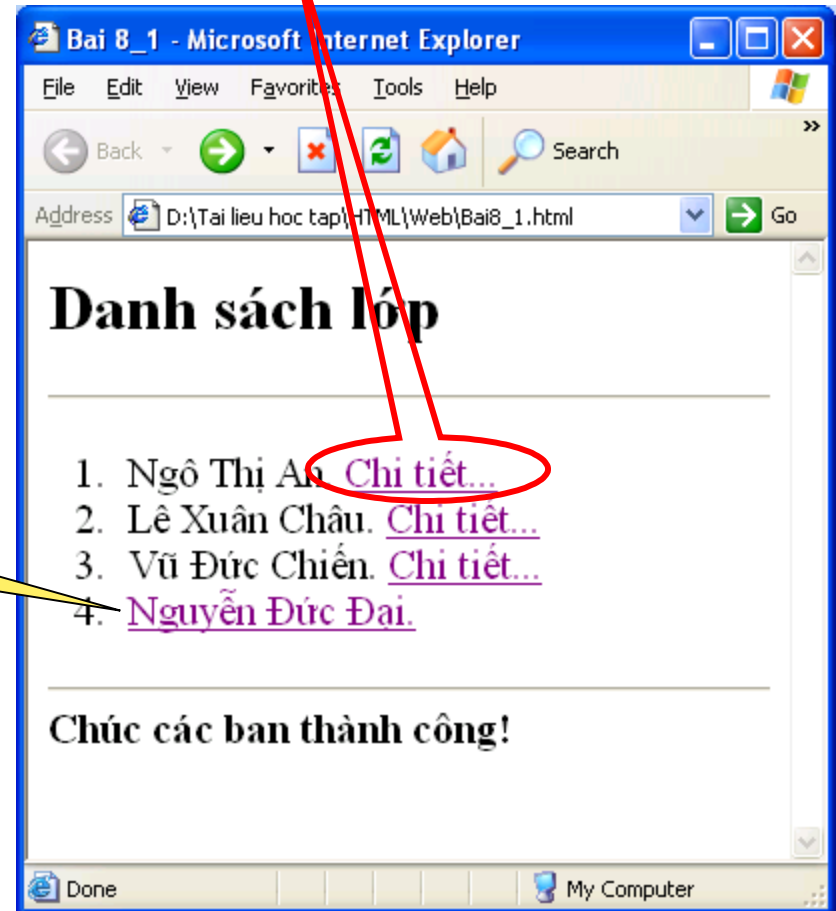 Bai 8_1 - Microsoft Internet Explorer
File Edit View Favorites Tools Help
Back Search »
Address D:\Tai lieu hoc tap\HTML\Web\Bai8_1.html Go
Danh sách lớp
1. Ngô Thị An. Chi tiết...
2. Lê Xuân Châu. Chi tiết...
3. Vũ Đức Chiến. Chi tiết...
4. Nguyễn Đức Đại.
Chúc các bạn thành công!
Done My Computer